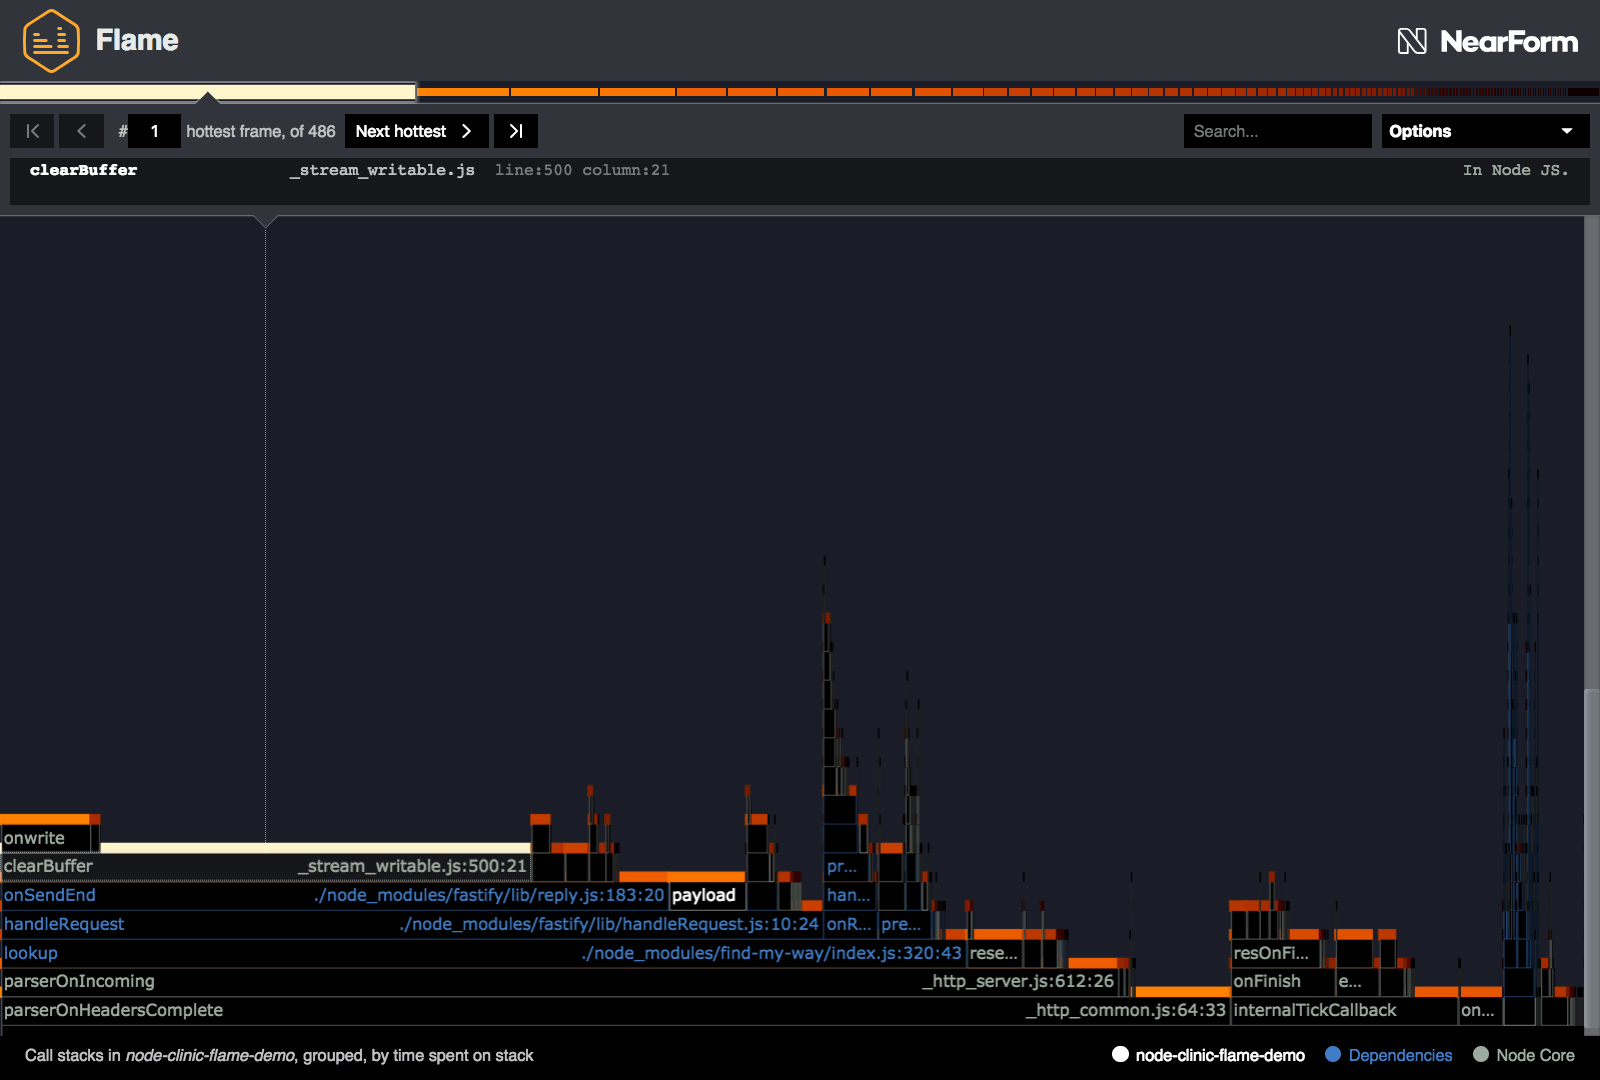 Flame
NearForm
# 1 hottest frame, of 486 Next hottest
Search... Options
clearBuffer _stream_writable.js line:500 column:21 In Node JS.
onwrite
clearBuffer _stream_writable.js:500:21 pr...
onSendEnd ./node_modules/fastify/lib/reply.js:183:20 payload han...
handleRequest ./node_modules/fastify/lib/handleRequest.js:10:24 onR... pre...
lookup ./node_modules/find-my-way/index.js:320:43 rese... resOnFi...
parserOnIncoming _http_server.js:612:26 onFinish e...
parserOnHeadersComplete _http_common.js:64:33 internalTickCallback on...
Call stacks in node-clinic-flame-demo, grouped, by time spent on stack
node-clinic-flame-demo Dependencies Node Core